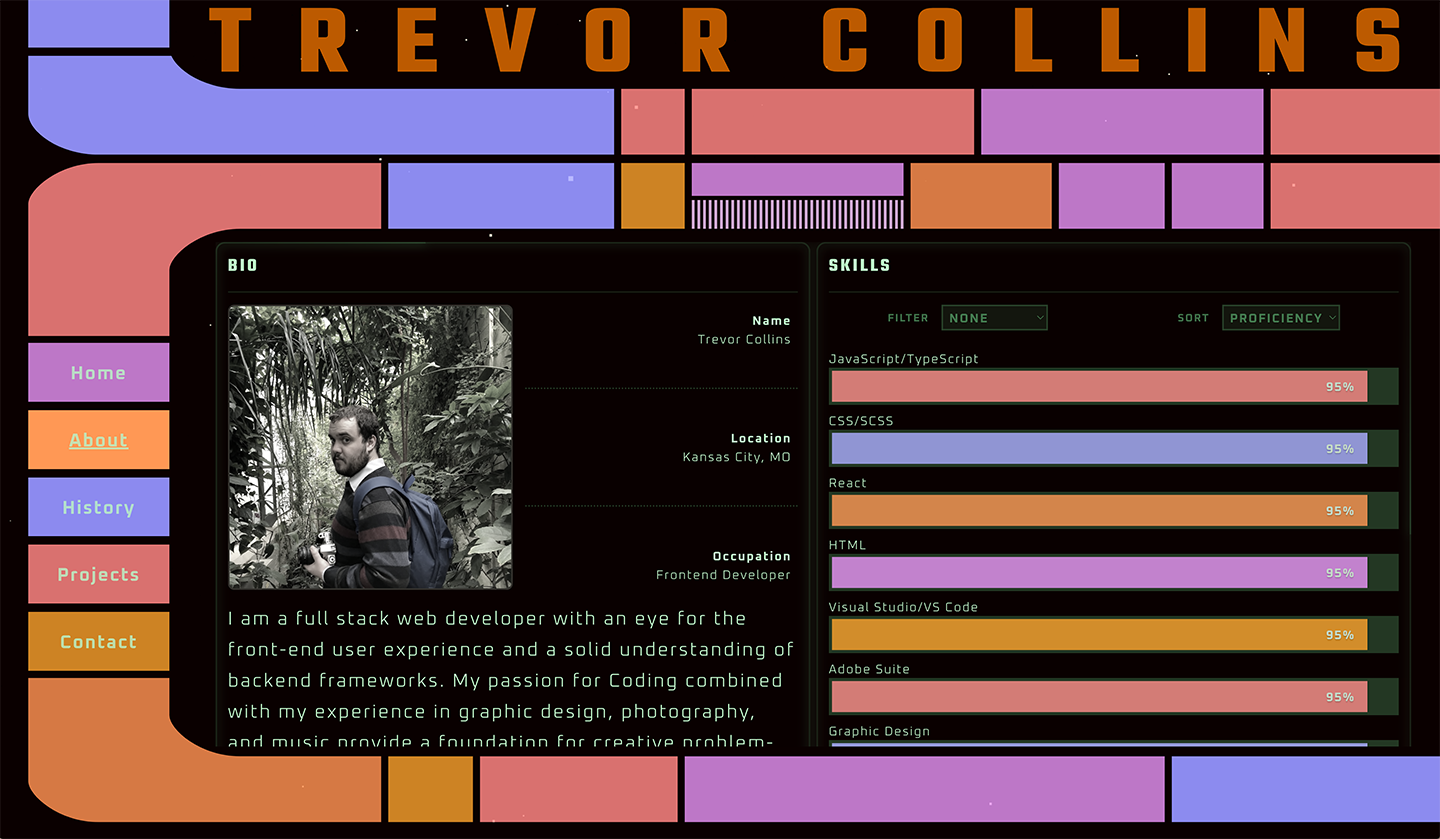 TREVOR COLLINS
Home
About
History
Projects
Contact
BIO
Name
Trevor Collins
Location
Kansas City, MO
Occupation
Frontend Developer
I am a full stack web developer with an eye for the
front-end user experience and a solid understanding of
backend frameworks. My passion for Coding combined
with my experience in graphic design, photography,
and music provide a foundation for creative problem-
SKILLS
FILTER NONE SORT PROFICIENCY
JavaScript/TypeScript
95%
CSS/SCSS
95%
React
95%
HTML
95%
Visual Studio/VS Code
95%
Adobe Suite
95%
Graphic Design